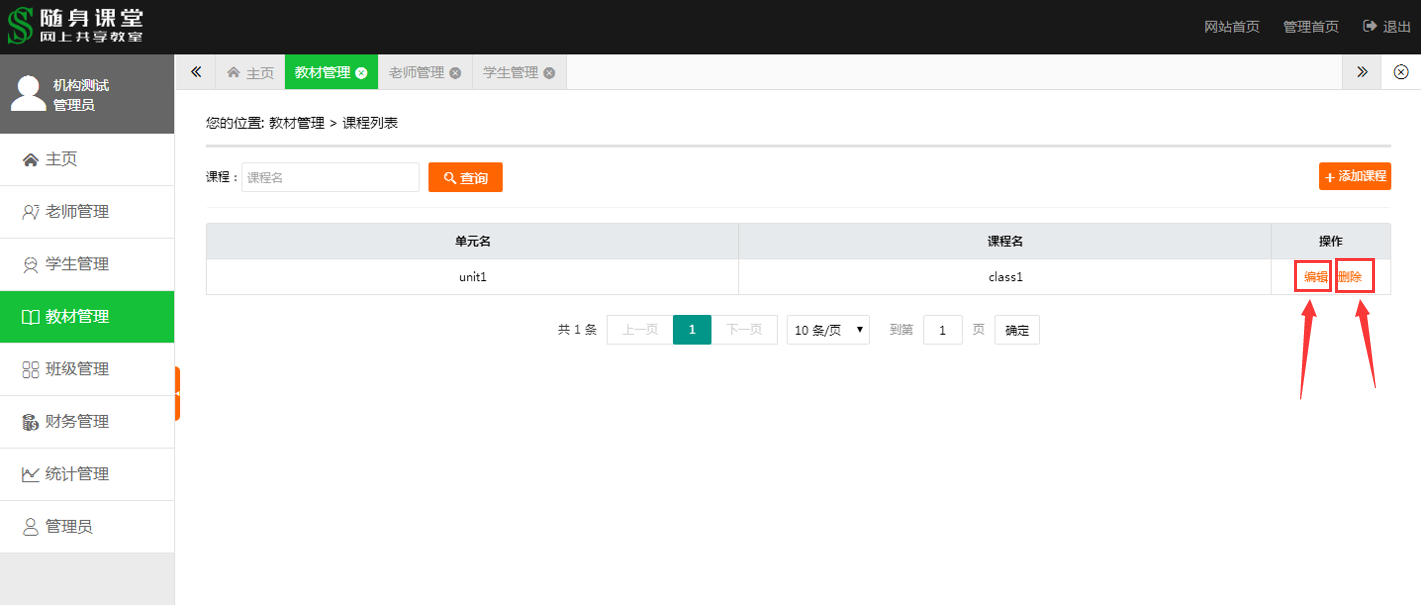 随身课堂
网上共享教室
网站首页 管理首页 退出
机构测试
管理员
主页 教材管理 老师管理 学生管理
主页
老师管理
学生管理
教材管理
班级管理
财务管理
统计管理
管理员
您的位置: 教材管理 > 课程列表
课程： 课程名 查询 添加课程
单元名 课程名 操作
unit1 class1 编辑 删除
共 1 条 上一页 1 下一页 10 条/页 到第 1 页 确定